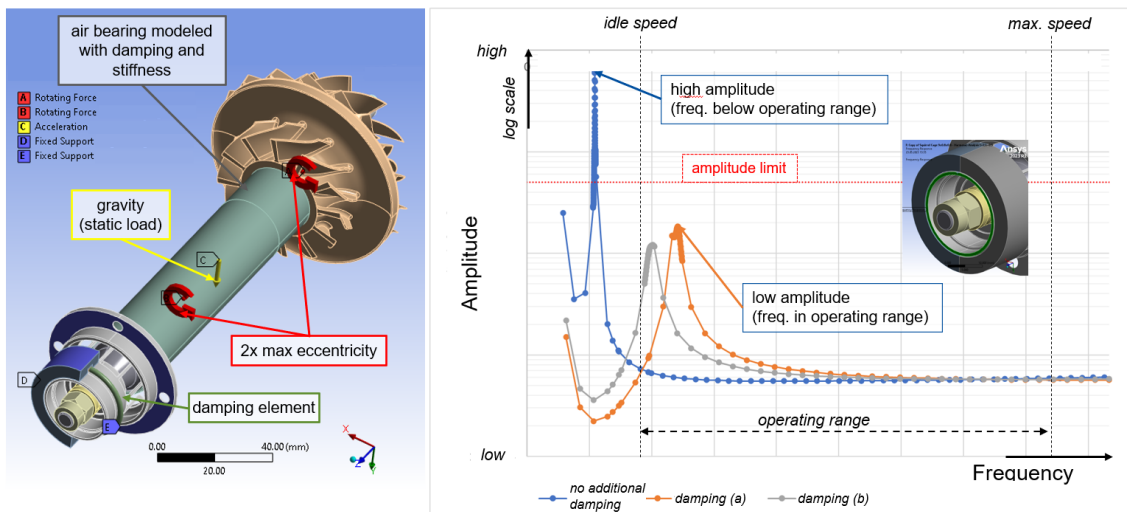 air bearing modeled
with damping and
stiffness
A Rotating Force
B Rotating Force
C Acceleration
D Fixed Support
E Fixed Support
gravity
(static load)
C
2x max eccentricity
D
damping element
E
0.00
40.00 (mm)
20.00
X
Z
Y
idle speed
max. speed
high
log scale
high amplitude
(freq. below operating range)
amplitude limit
Ansys
Amplitude
low amplitude
(freq. in operating range)
operating range
low
Frequency
no additional
damping
damping (a)
damping (b)